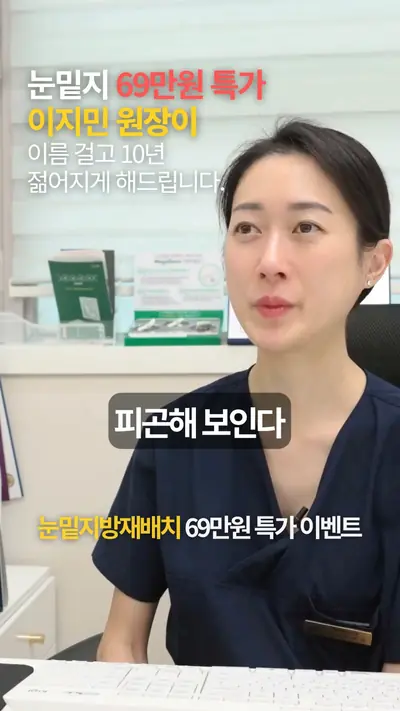 눈밑지 69만원 특가
이지민 원장이
이름 걸고 10년
젊어지게 해드립니다.
피곤해 보인다
눈밑지방재배치 69만원 특가 이벤트